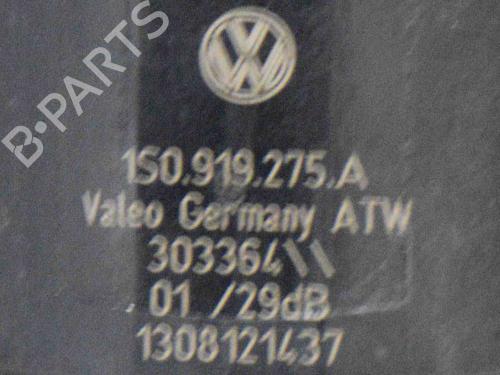 B-PARTS
1S0.919.275.A
Valeo Germany ATW
303364\\
01 /29dB
1308121437